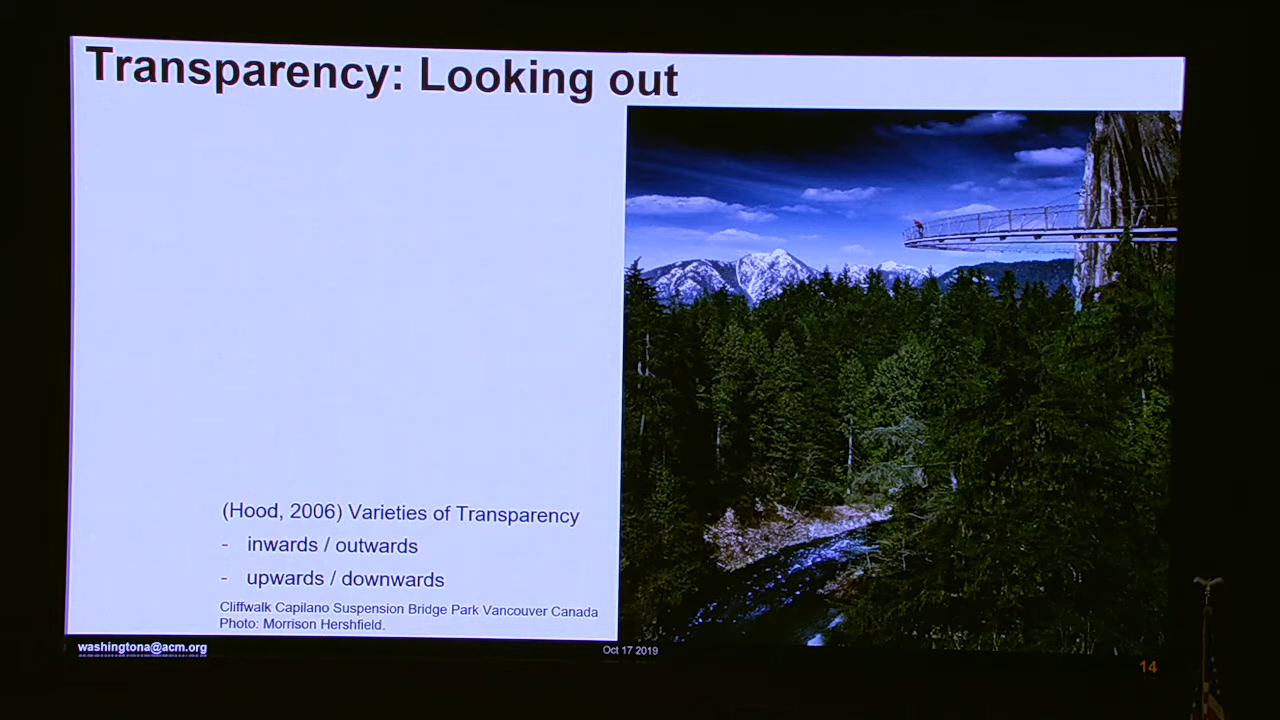 Transparency: Looking out
(Hood, 2006) Varieties of Transparency
- inwards / outwards
- upwards / downwards
Cliffwalk Capilano Suspension Bridge Park Vancouver Canada
Photo: Morrison Hershfield.
washingtona@acm.org
Oct 17 2019
14